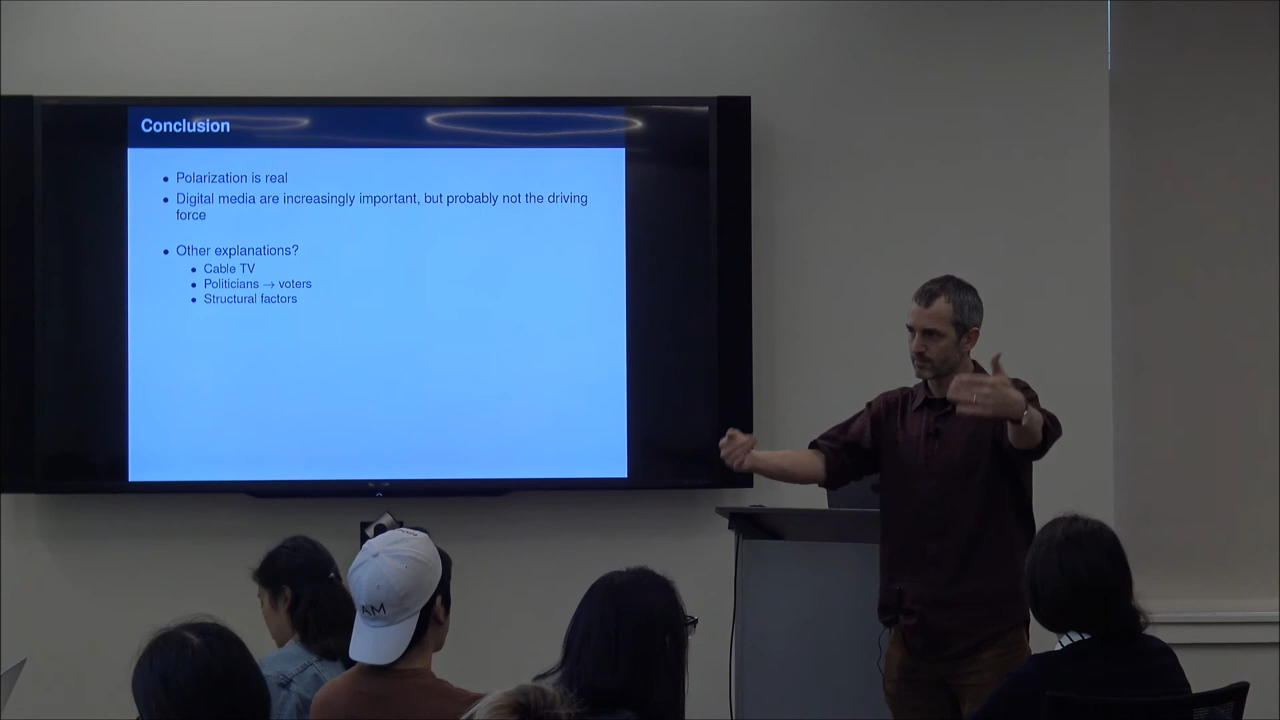 Conclusion
• Polarization is real
• Digital media are increasingly important, but probably not the driving
force
• Other explanations?
• Cable TV
• Politicians → voters
• Structural factors
AM